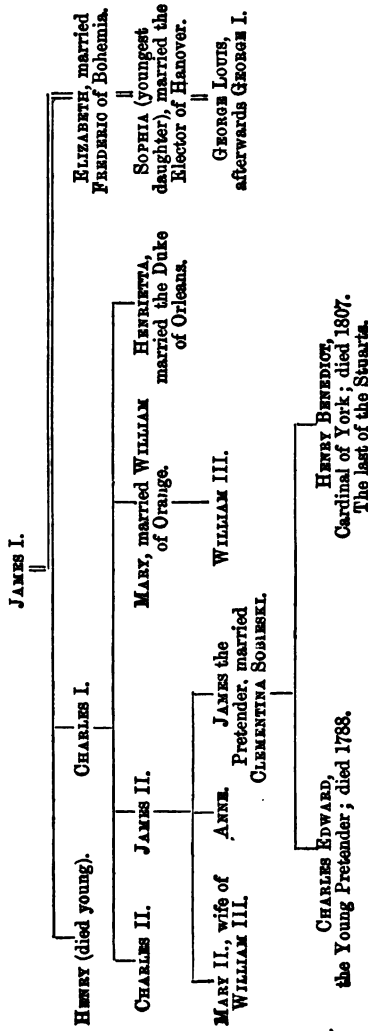 JAMES I.
HENRY (died young).
CHARLES I.
ELIZABETH, married
FREDERIC of Bohemia.
CHARLES II.
JAMES II.
MARY, married WILLIAM
of Orange.
HENRIETTA,
married the Duke
of Orleans.
SOPHIA (youngest
daughter), married the
Elector of Hanover.
MARY II., wife of
WILLIAM III.
ANNE.
JAMES the
Pretender, married
CLEMENTINA SOBIESKI.
WILLIAM III.
GEORGE LOUIS,
afterwards GEORGE I.
CHARLES EDWARD,
the Young Pretender; died 1788.
HENRY BENEDICT,
Cardinal of York; died 1807.
The last of the Stuarts.